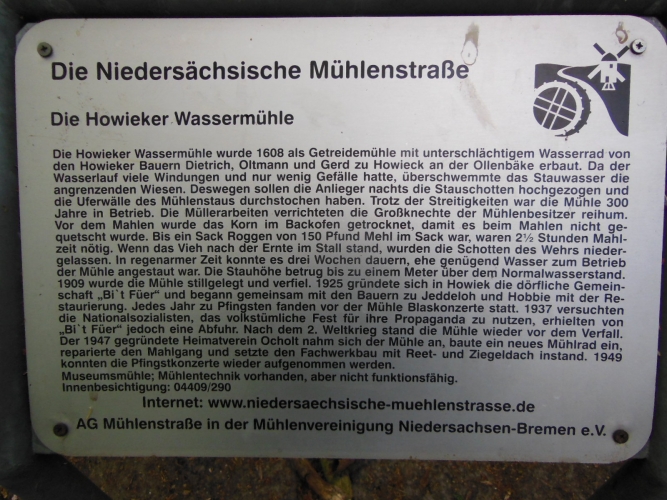 Die Niedersächsische Mühlenstraße
Die Howieker Wassermühle
Die Howieker Wassermühle wurde 1608 als Getreidemühle mit unterschlächtigem Wasserrad von
den Howieker Bauern Dietrich, Oltmann und Gerd zu Howieck an der Ollenbäke erbaut. Da der
Wasserlauf viele Windungen und nur wenig Gefälle hatte, überschwemmte das Stauwasser die
angrenzenden Wiesen. Deswegen sollen die Anlieger nachts die Stauschotten hochgezogen und
die Uferwälle des Mühlenstaus durchstochen haben. Trotz der Streitigkeiten war die Mühle 300
Jahre in Betrieb. Die Müllerarbeiten verrichteten die Großknechte der Mühlenbesitzer reihum.
Vor dem Mahlen wurde das Korn im Backofen getrocknet, damit es beim Mahlen nicht ge-
quetscht wurde. Bis ein Sack Roggen von 150 Pfund Mehl im Sack war, waren 2½ Stunden Mahl-
zeit nötig. Wenn das Vieh nach der Ernte im Stall stand, wurden die Schotten des Wehrs nieder-
gelassen. In regenarmer Zeit konnte es drei Wochen dauern, ehe genügend Wasser zum Betrieb
der Mühle angestaut war. Die Stauhöhe betrug bis zu einem Meter über dem Normalwasserstand.
1909 wurde die Mühle stillgelegt und verfiel. 1925 gründete sich in Howiek die dörfliche Gemein-
schaft „Bi`t Füer“ und begann gemeinsam mit den Bauern zu Jeddeloh und Hobbie mit der Re-
staurierung. Jedes Jahr zu Pfingsten fanden vor der Mühle Blaskonzerte statt. 1937 versuchten
die Nationalsozialisten, das volkstümliche Fest für ihre Propaganda zu nutzen, erhielten von
„Bi`t Füer“ jedoch eine Abfuhr. Nach dem 2. Weltkrieg stand die Mühle wieder vor dem Verfall.
Der 1947 gegründete Heimatverein Ocholt nahm sich der Mühle an, baute ein neues Mühlrad ein,
reparierte den Mahlgang und setzte den Fachwerkbau mit Reet- und Ziegeldach instand. 1949
konnten die Pfingstkonzerte wieder aufgenommen werden.
Museumsmühle; Mühlentechnik vorhanden, aber nicht funktionsfähig.
Innenbesichtigung: 04409/290
Internet: www.niedersaechsische-muehlenstrasse.de
AG Mühlenstraße in der Mühlenvereinigung Niedersachsen-Bremen e.V.